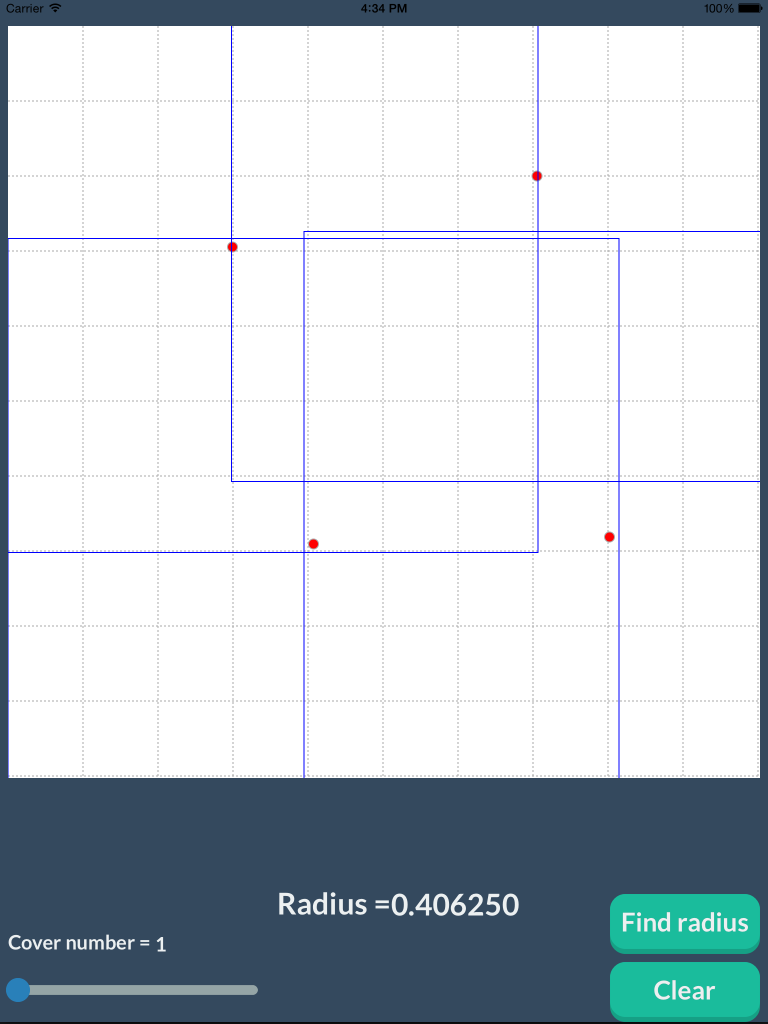 Carrier 4:34 PM 100%
Radius =0.406250
Find radius
Cover number = 1
Clear